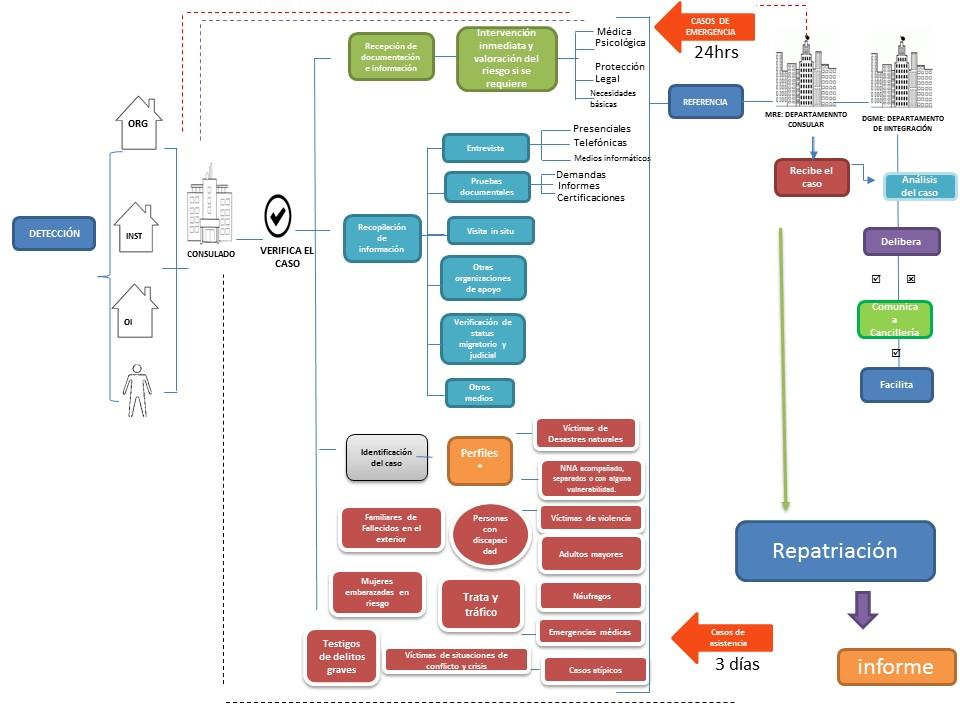 DETECCIÓN
ORG
INST
OI
CONSULADO
VERIFICA EL
CASO
Recepción de
documentación
e información
Intervención
inmediata y
valoración del
riesgo si se
requiere
Médica
Psicológica
Protección
Legal
Necesidades
básicas
Recopilación
de
información
Entrevista
Presenciales
Telefónicas
Medios informáticos
Pruebas
documentales
Demandas
Informes
Certificaciones
Visita in situ
Otras
organizaciones
de apoyo
Verificación de
status
migratorio y
judicial
Otros
medios
Identificación
del caso
Perfiles
*
Víctimas de
Desastres naturales
NNA acompañado,
separados o con alguna
vulnerabilidad.
Familiares de
Fallecidos en el
exterior
Personas
con
discapaci
dad
Víctimas de violencia
Adultos mayores
Mujeres
embarazadas en
riesgo
Trata y
tráfico
Náufragos
Emergencias médicas
Testigos
de delitos
graves
Víctimas de situaciones de
conflicto y crisis
Casos atípicos
CASOS DE
EMERGENCIA
24hrs
REFERENCIA
MRE: DEPARTAMENNTO
CONSULAR
DGME: DEPARTAMENTO
DE IINTEGRACIÓN
Recibe el
caso
Análisis
del caso
Delibera
Comunica
a
Cancillería
Facilita
Repatriación
informe
Casos de
asistencia
3 días